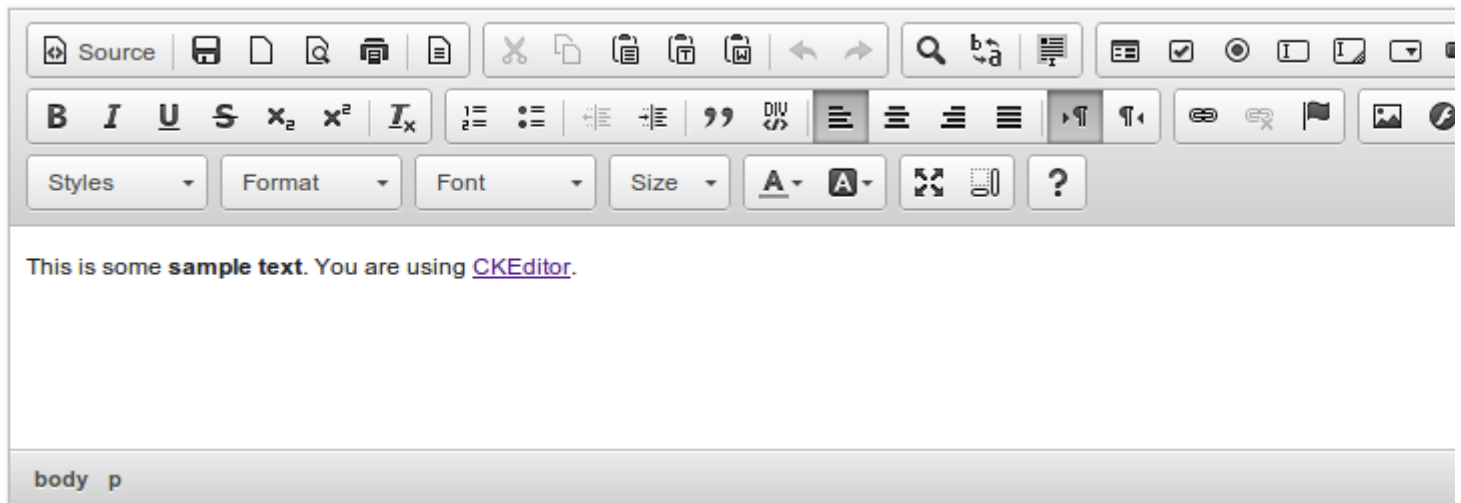 Source
Styles Format Font Size
This is some sample text. You are using CKEditor.
body p